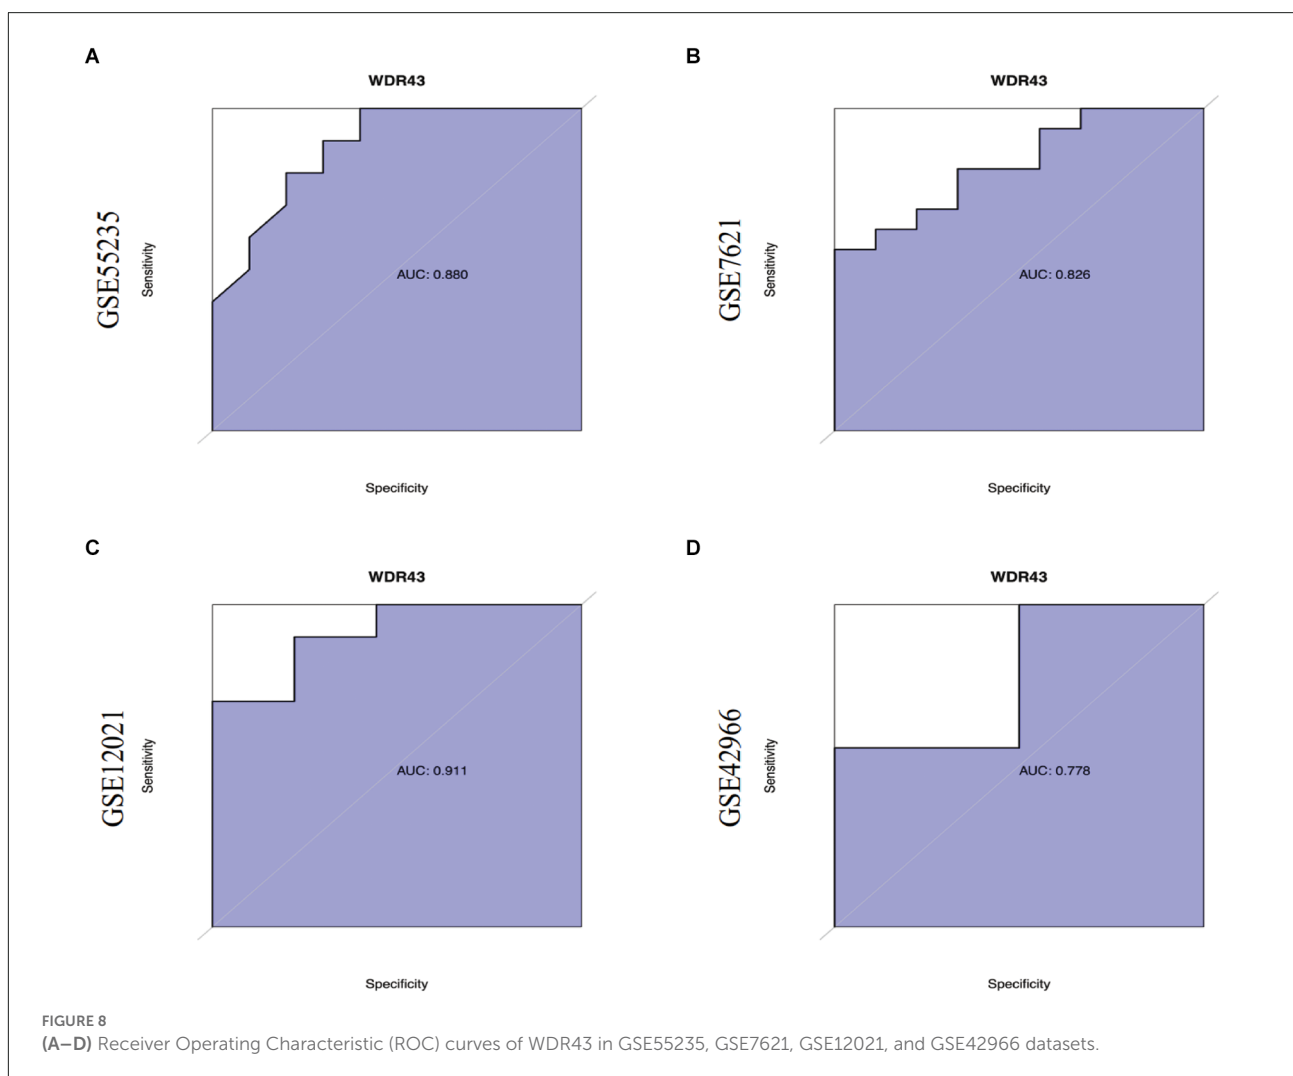 A
WDR43
GSE55235
Sensitivity
AUC: 0.880
Specificity
B
WDR43
GSE7621
Sensitivity
AUC: 0.826
Specificity
C
WDR43
GSE12021
Sensitivity
AUC: 0.911
Specificity
D
WDR43
GSE42966
Sensitivity
AUC: 0.778
Specificity
FIGURE 8
(A–D) Receiver Operating Characteristic (ROC) curves of WDR43 in GSE55235, GSE7621, GSE12021, and GSE42966 datasets.